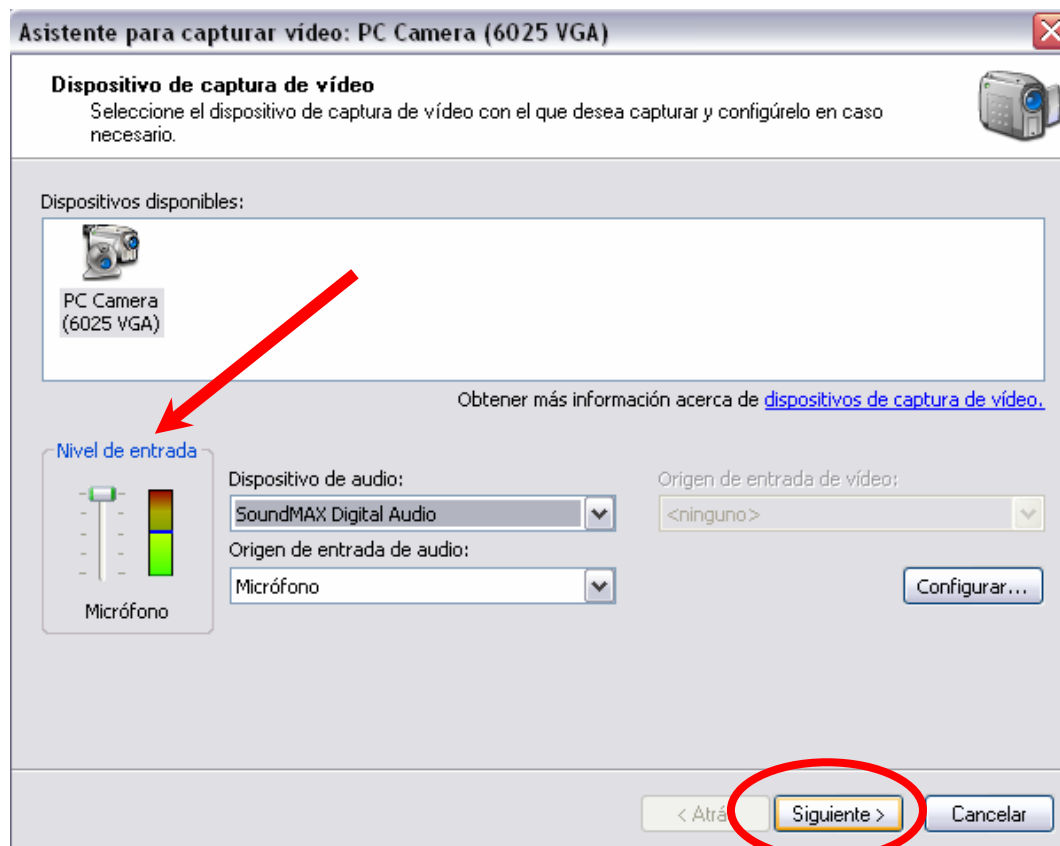 Asistente para capturar vídeo: PC Camera (6025 VGA)
Dispositivo de captura de vídeo
Seleccione el dispositivo de captura de vídeo con el que desea capturar y configúrelo en caso
necesario.
Dispositivos disponibles:
PC Camera
(6025 VGA)
Obtener más información acerca de dispositivos de captura de vídeo.
Nivel de entrada
Micrófono
Dispositivo de audio:
SoundMAX Digital Audio
Origen de entrada de audio:
Micrófono
Origen de entrada de vídeo:
<ninguno>
Configurar...
< Atrá
Siguiente >
Cancelar